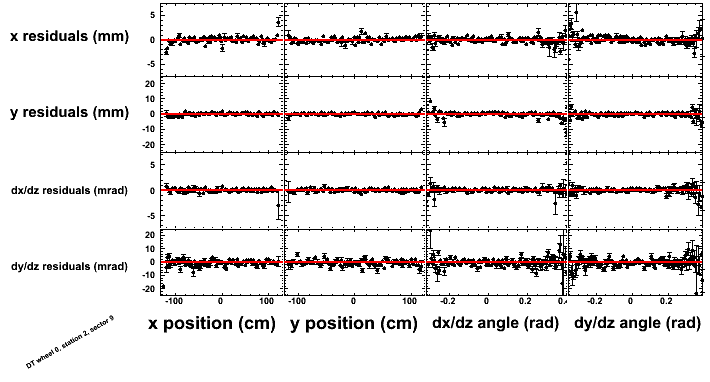 x residuals (mm)
5
0
-5
y residuals (mm)
20
10
0
-10
-20
dx/dz residuals (mrad)
5
0
-5
dy/dz residuals (mrad)
20
10
0
-10
-20
-100 0 100 -100 0 100 -0.2 0 0.2 0. -0.2 0 0.2
x position (cm) y position (cm) dx/dz angle (rad) dy/dz angle (rad)
DT wheel 0, station 2, sector 9